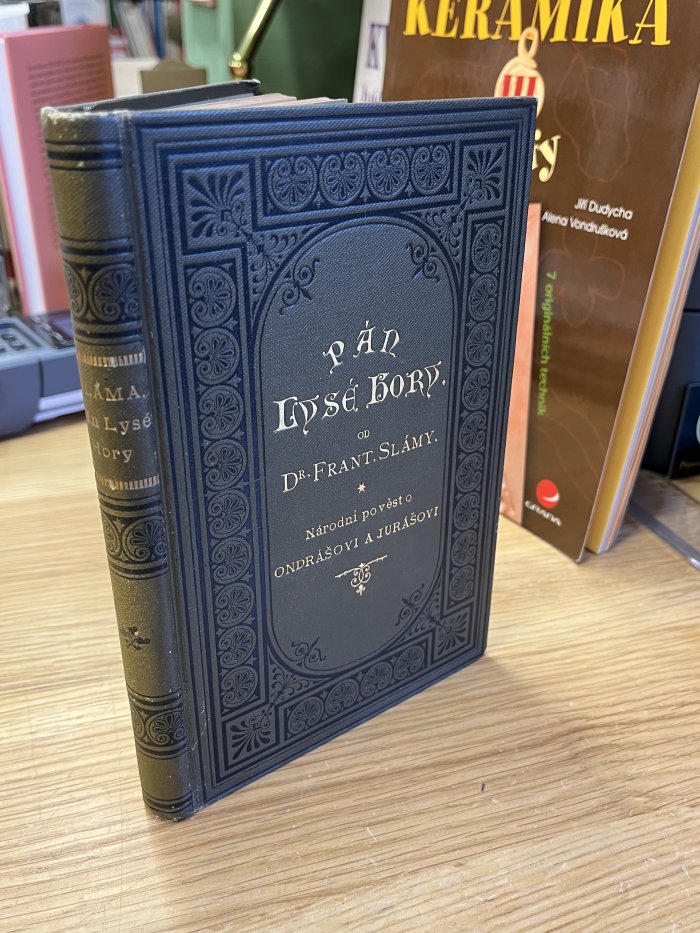 PÁN
LYSÉ HORY.
OD
DR. FRANT. SLÁMY.
*
Národní pověst o
ONDRÁŠOVI A JURÁŠOVI
LÁMA.
n Lysé
Hory
KERAMIKA
Jiří Dudycha
Alena Vondrušková
7 originálních technik
GRADA